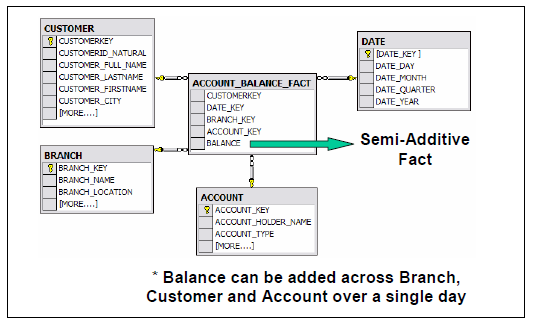 CUSTOMER
CUSTOMERKEY
CUSTOMERID_NATURAL
CUSTOMER_FULL_NAME
CUSTOMER_LASTNAME
CUSTOMER_FIRSTNAME
CUSTOMER_CITY
[MORE....]
ACCOUNT_BALANCE_FACT
CUSTOMERKEY
DATE_KEY
BRANCH_KEY
ACCOUNT_KEY
BALANCE
DATE
[DATE_KEY ]
DATE_DAY
DATE_MONTH
DATE_QUARTER
DATE_YEAR
Semi-Additive
Fact
BRANCH
BRANCH_KEY
BRANCH_NAME
BRANCH_LOCATION
[MORE....]
ACCOUNT
ACCOUNT_KEY
ACCOUNT_HOLDER_NAME
ACCOUNT_TYPE
[MORE....]
* Balance can be added across Branch,
Customer and Account over a single day